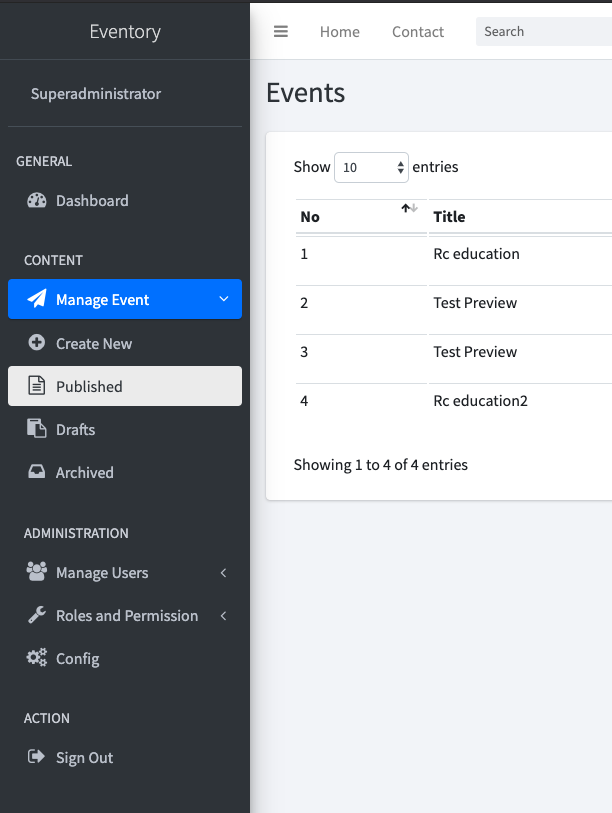 Eventory
Home Contact Search
Superadministrator
Events
GENERAL
Dashboard
CONTENT
Manage Event
Create New
Published
Drafts
Archived
ADMINISTRATION
Manage Users
Roles and Permission
Config
ACTION
Sign Out
Show 10 entries
No Title
1 Rc education
2 Test Preview
3 Test Preview
4 Rc education2
Showing 1 to 4 of 4 entries